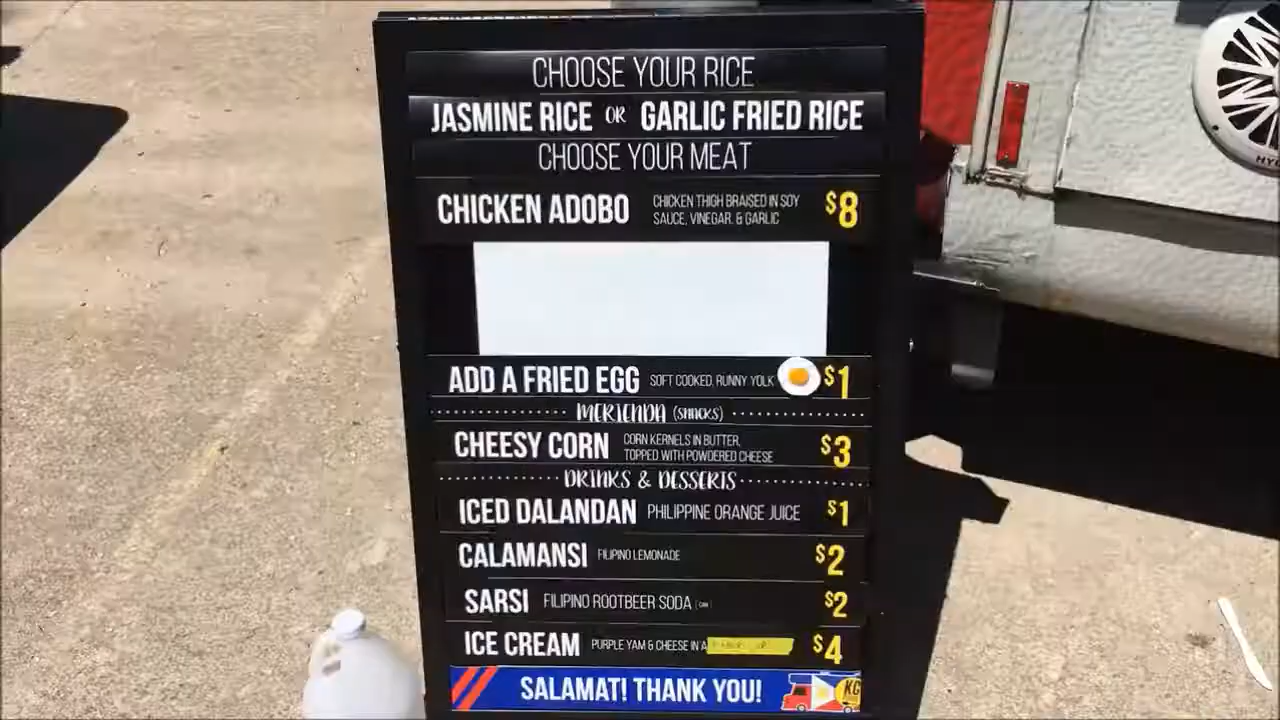 CHOOSE YOUR RICE
JASMINE RICE OR GARLIC FRIED RICE
CHOOSE YOUR MEAT
CHICKEN ADOBO CHICKEN THIGH BRAISED IN SOY
SAUCE, VINEGAR, & GARLIC $8
ADD A FRIED EGG SOFT COOKED, RUNNY YOLK $1
MERIENDA (SNACKS)
CHEESY CORN CORN KERNELS IN BUTTER,
TOPPED WITH POWDERED CHEESE $3
DRINKS & DESSERTS
ICED DALANDAN PHILIPPINE ORANGE JUICE $1
CALAMANSI FILIPINO LEMONADE $2
SARSI FILIPINO ROOTBEER SODA $2
ICE CREAM PURPLE YAM & CHEESE IN A $4
SALAMAT! THANK YOU! KC